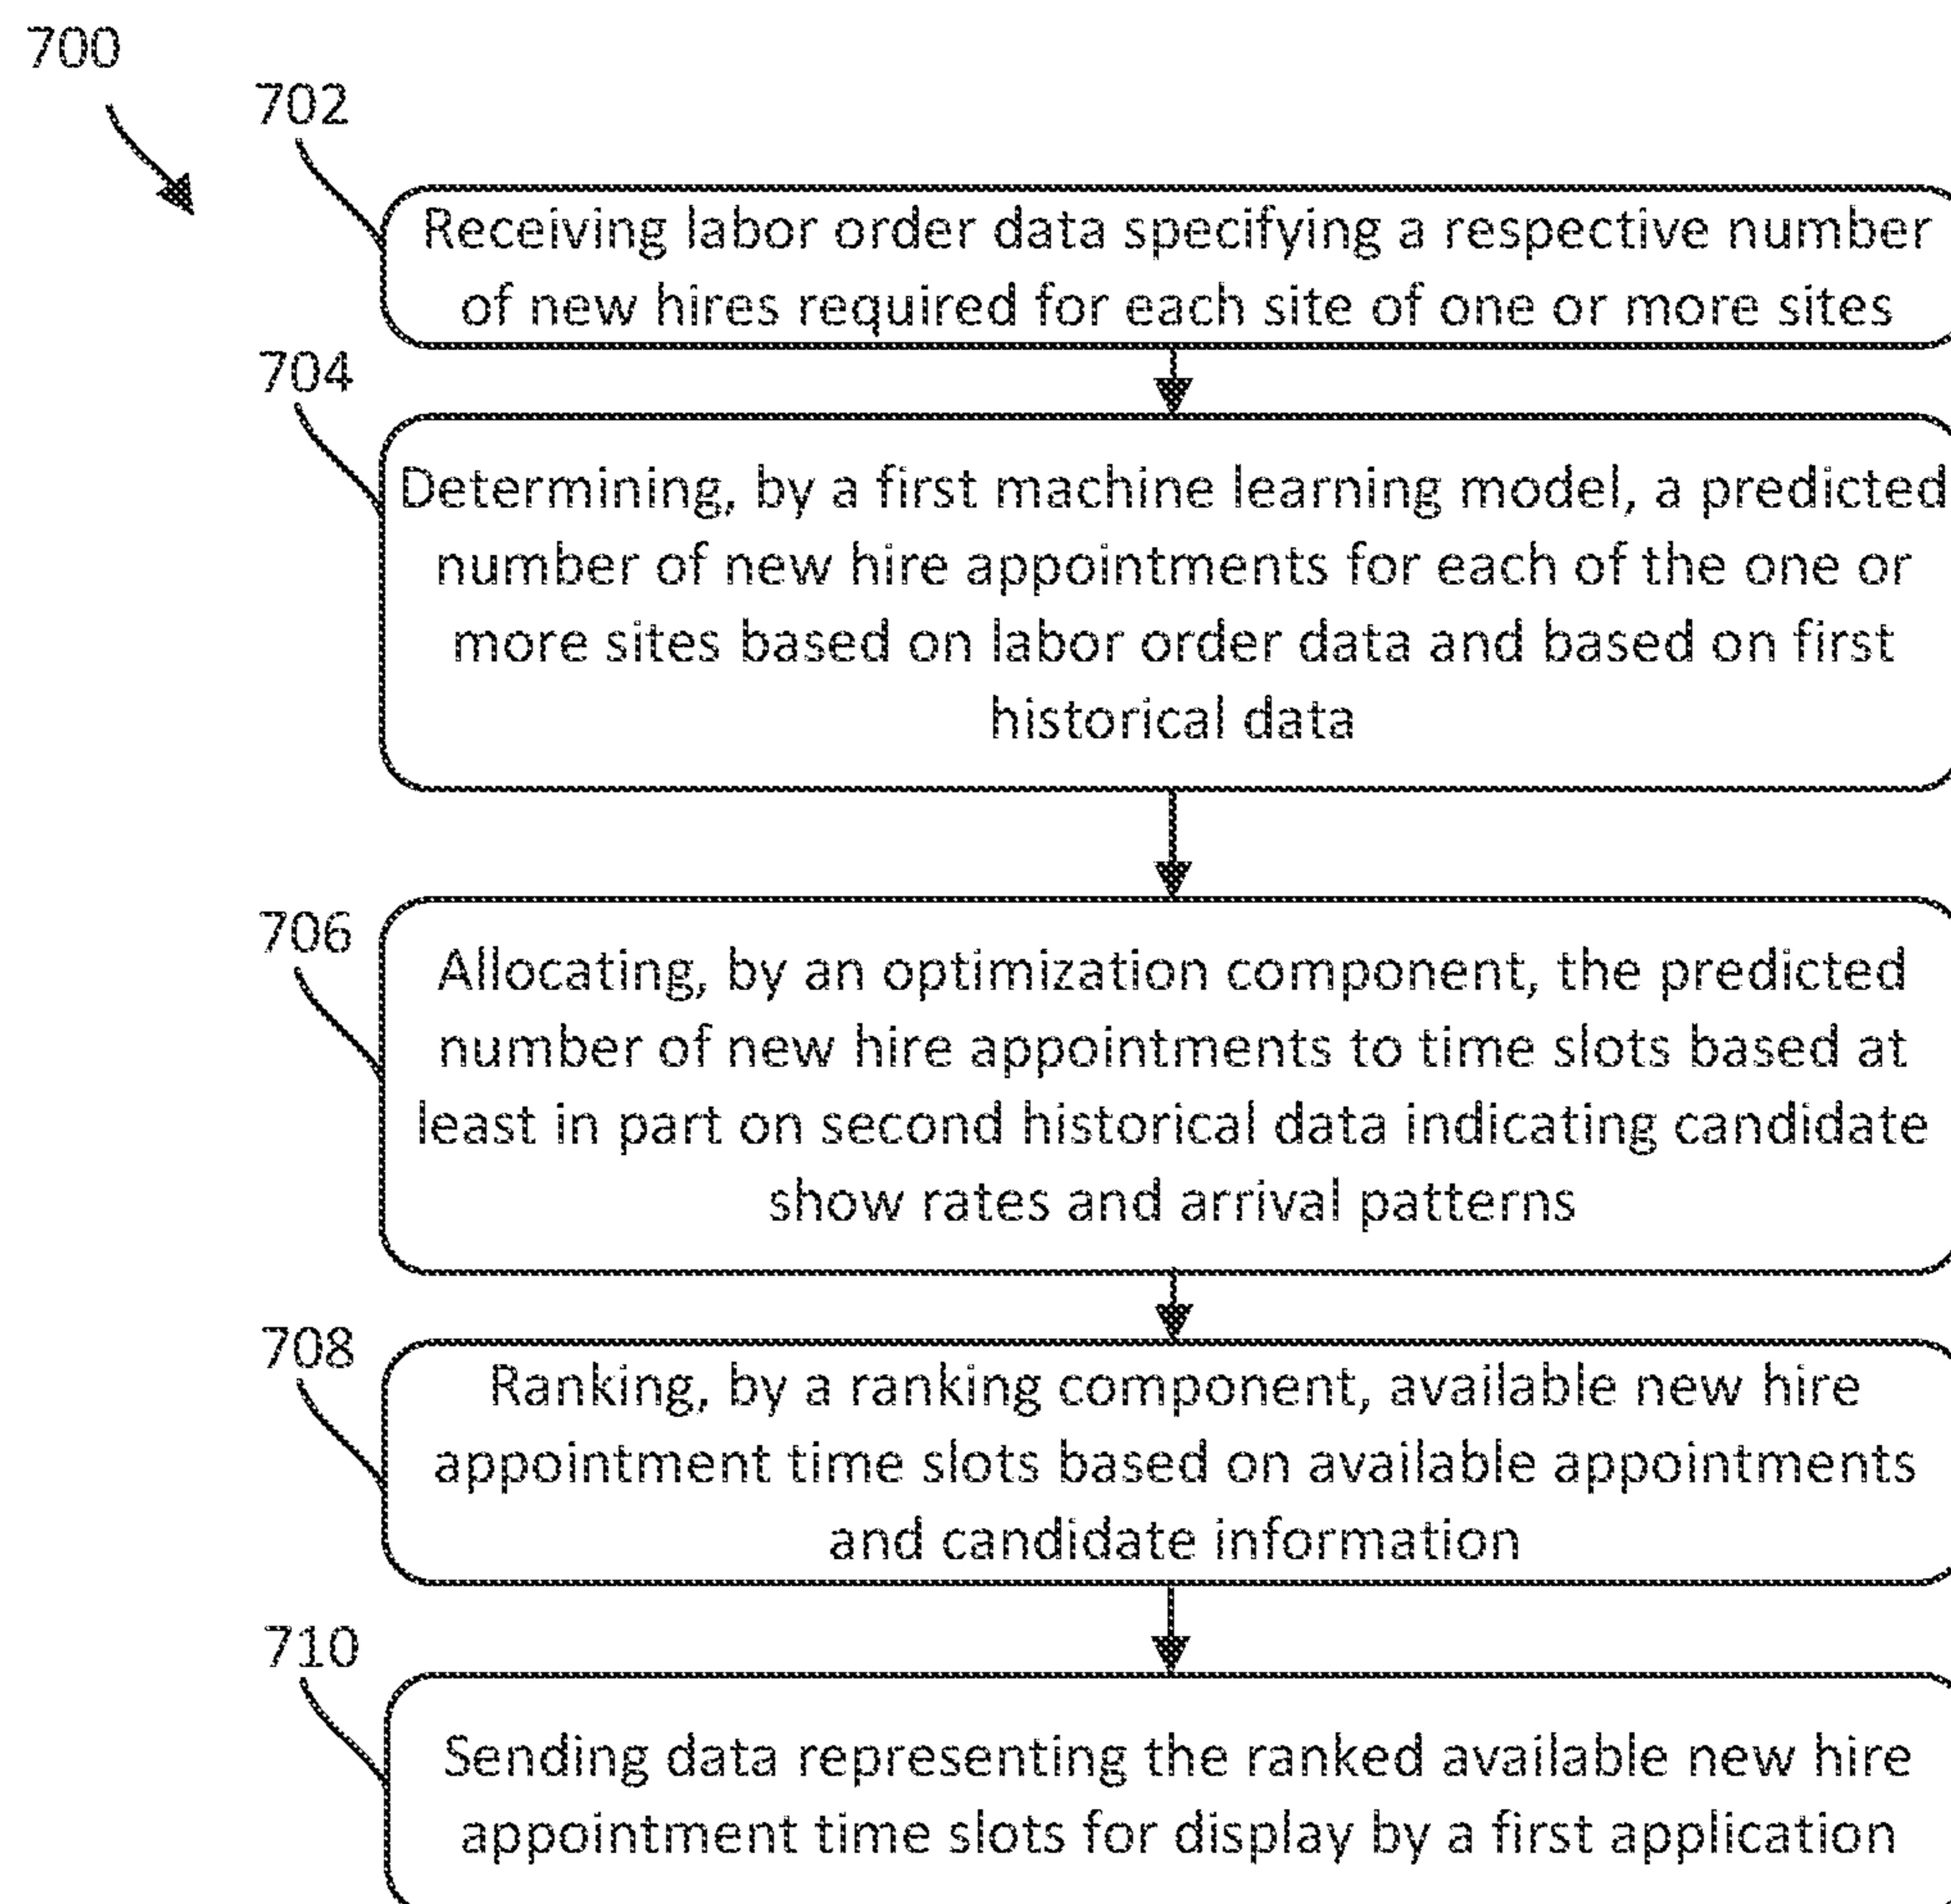 700
702
Receiving labor order data specifying a respective number
of new hires required for each site of one or more sites
704
Determining, by a first machine learning model, a predicted
number of new hire appointments for each of the one or
more sites based on labor order data and based on first
historical data
706
Allocating, by an optimization component, the predicted
number of new hire appointments to time slots based at
least in part on second historical data indicating candidate
show rates and arrival patterns
708
Ranking, by a ranking component, available new hire
appointment time slots based on available appointments
and candidate information
710
Sending data representing the ranked available new hire
appointment time slots for display by a first application